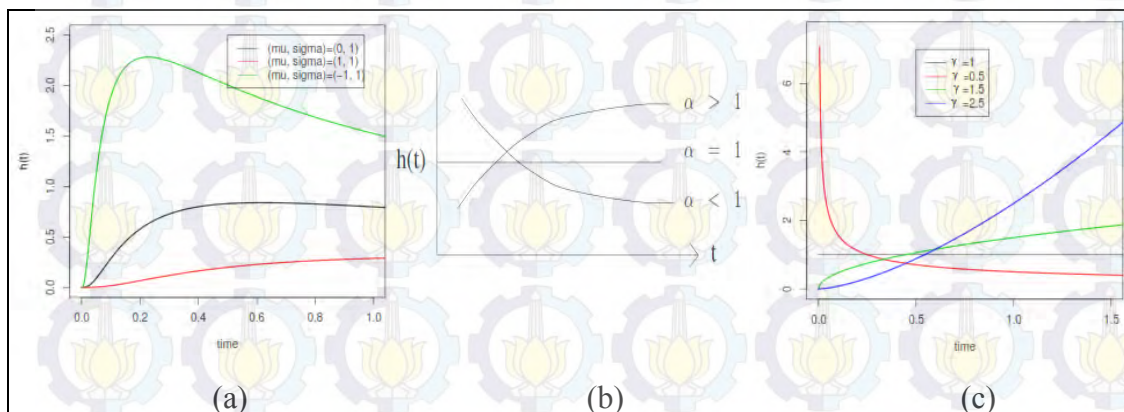 2.5
2.0
1.5
1.0
0.5
0.0
h(t)
(mu, sigma)=(0, 1)
(mu, sigma)=(1, 1)
(mu, sigma)=(-1, 1)
0.0 0.2 0.4 0.6 0.8 1.0
time
(a)
h(t)
α > 1
α = 1
α < 1
t
(b)
6
4
2
0
h(t)
γ =1
γ =0.5
γ =1.5
γ =2.5
0.0 0.5 1.0 1.5
time
(c)